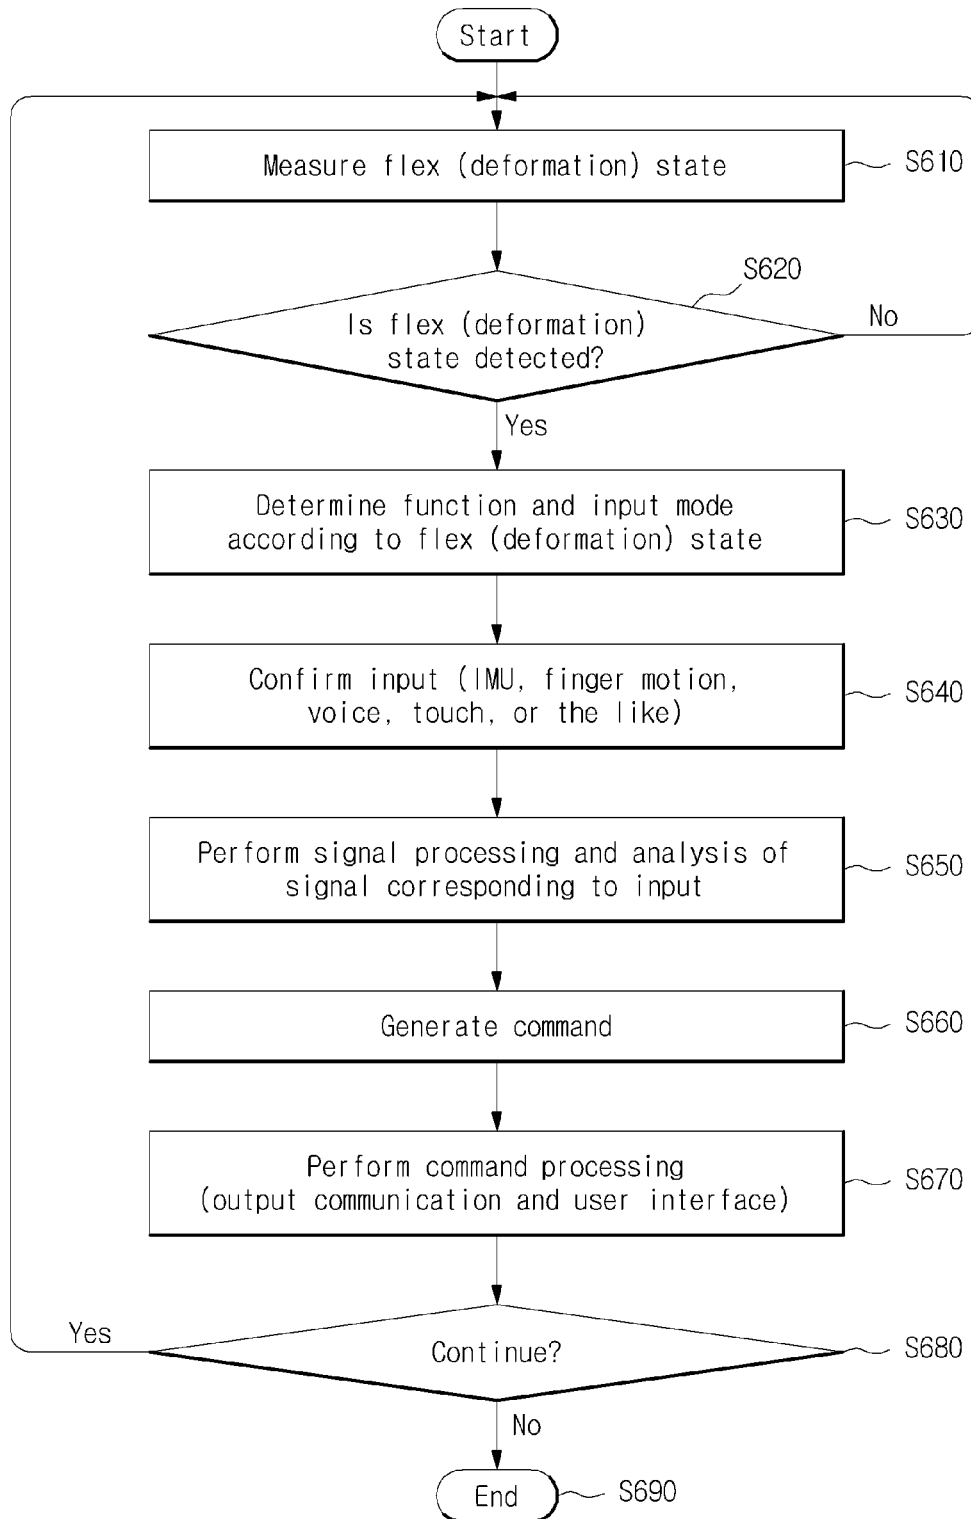 Start
Measure flex (deformation) state
S610
S620
Is flex (deformation)
state detected?
No
Yes
Determine function and input mode
according to flex (deformation) state
S630
Confirm input (IMU, finger motion,
voice, touch, or the like)
S640
Perform signal processing and analysis of
signal corresponding to input
S650
Generate command
S660
Perform command processing
(output communication and user interface)
S670
Yes
Continue?
S680
No
End
S690